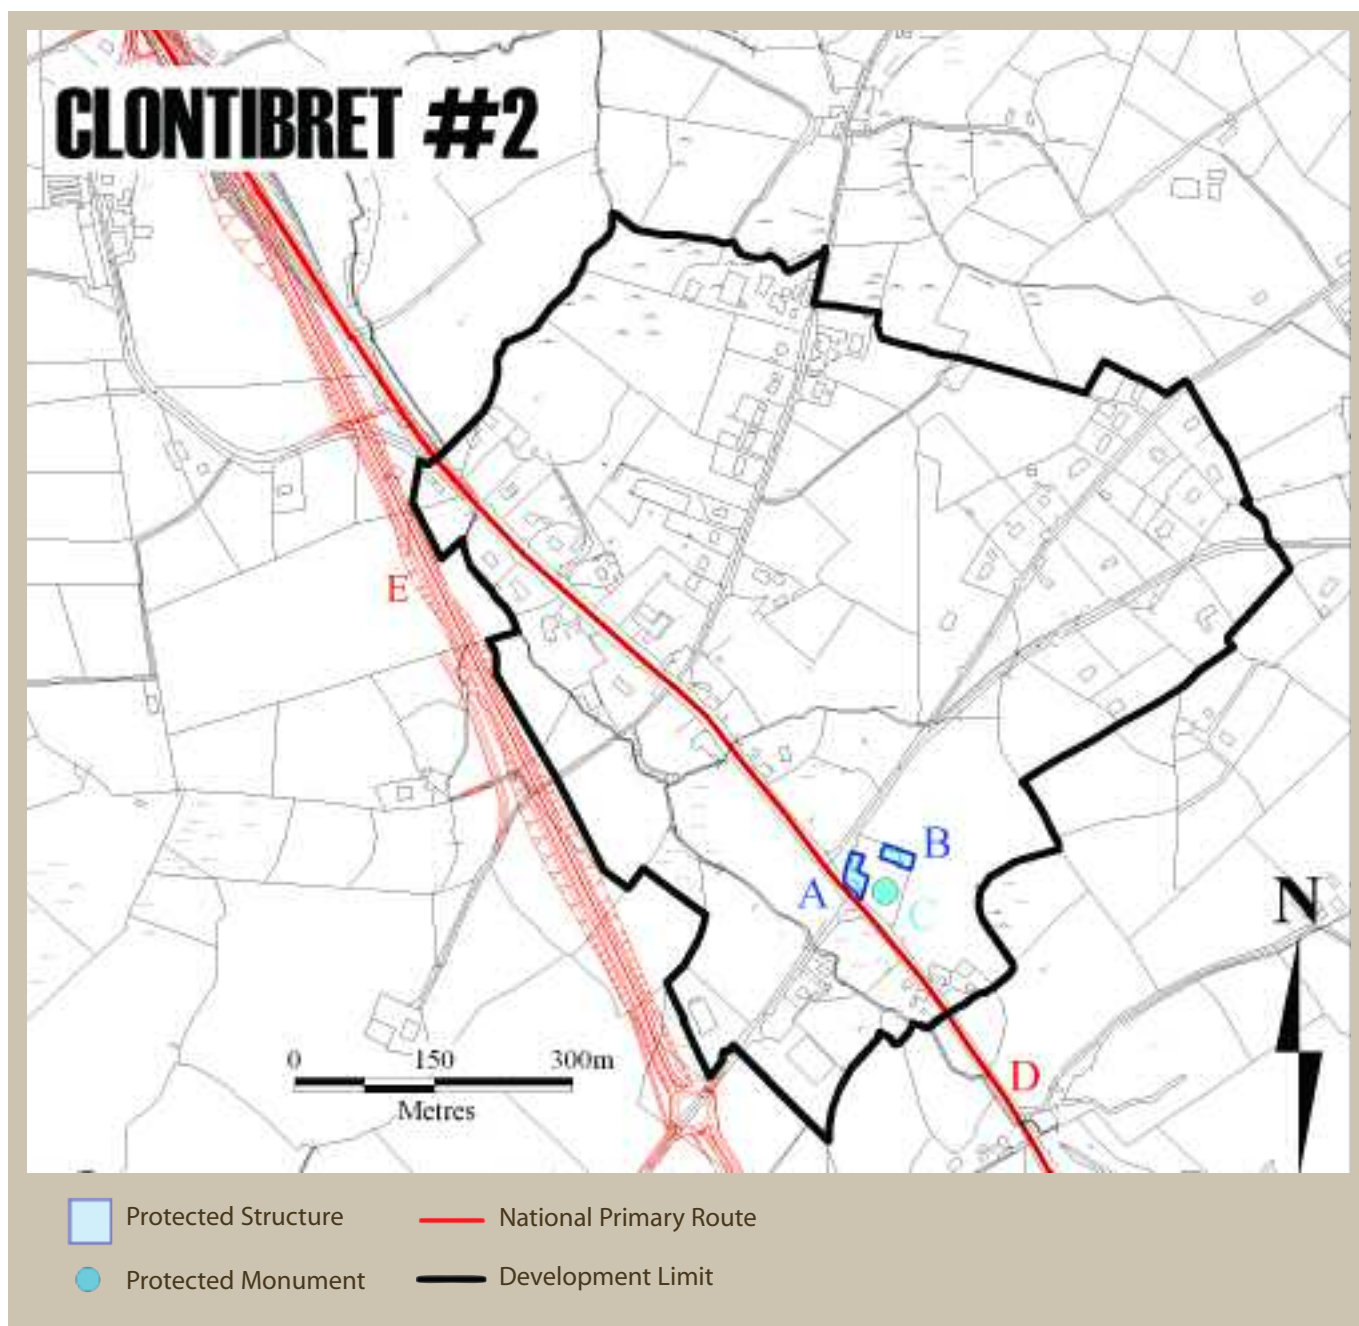 CLONTIBRET #2
E
B
A
C
N
D
0 150 300m
Metres
Protected Structure
National Primary Route
Protected Monument
Development Limit